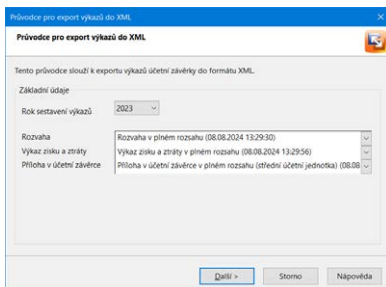 Průvodce pro export výkazů do XML
Průvodce pro export výkazů do XML
Tento průvodce slouží k exportu výkazů účetní závěrky do formátu XML.
Základní údaje
Rok sestavení výkazů 2023
Rozvaha Rozvaha v plném rozsahu (08.08.2024 13:29:30)
Výkaz zisku a ztráty Výkaz zisku a ztráty v plném rozsahu (08.08.2024 13:29:56)
Příloha v účetní závěrce Příloha v účetní závěrce v plném rozsahu (střední účetní jednotka) (08.08
Další > Storno Nápověda